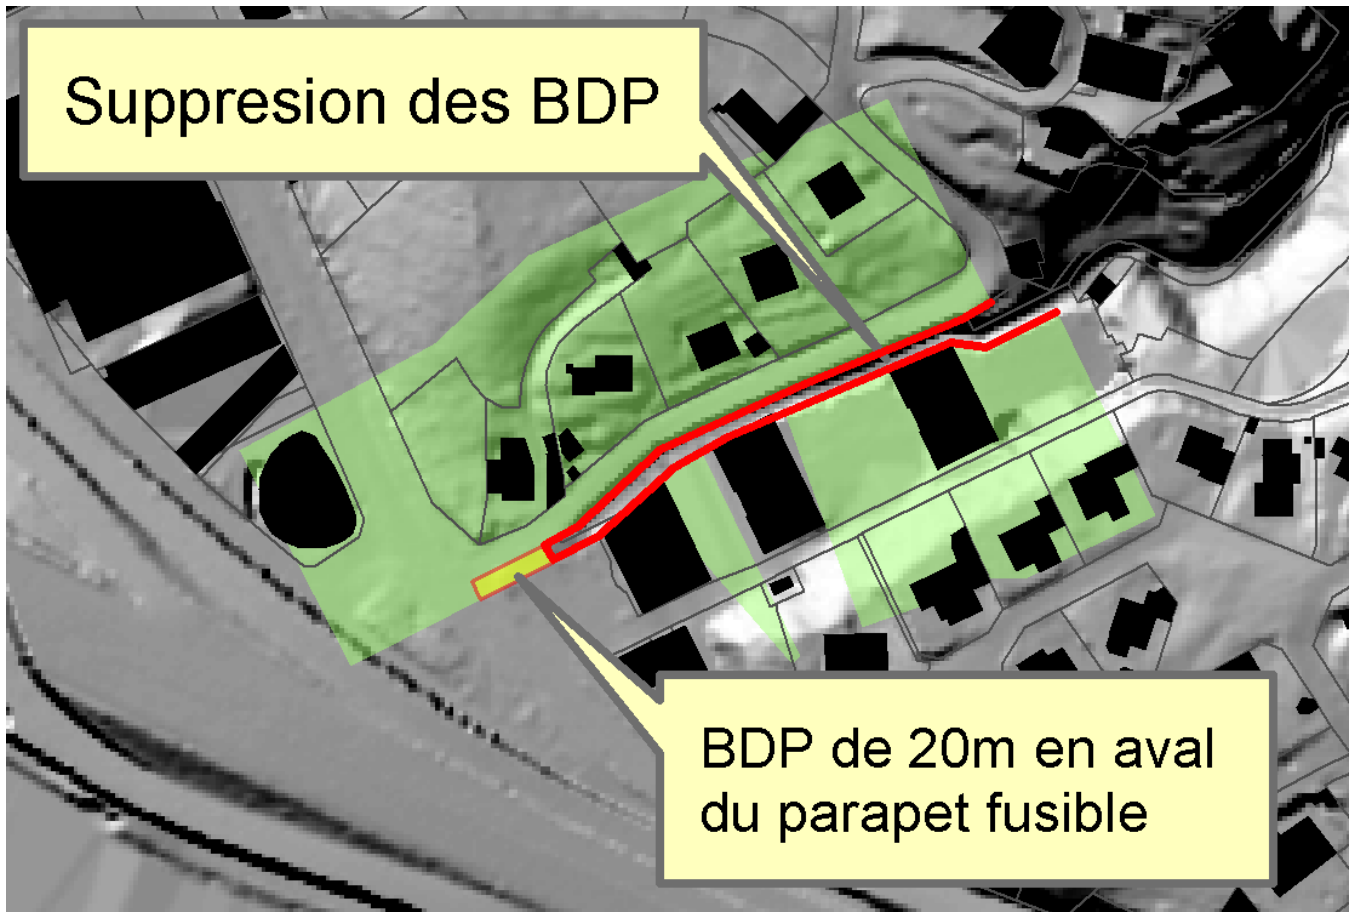 Suppresion des BDP
BDP de 20m en aval
du parapet fusible